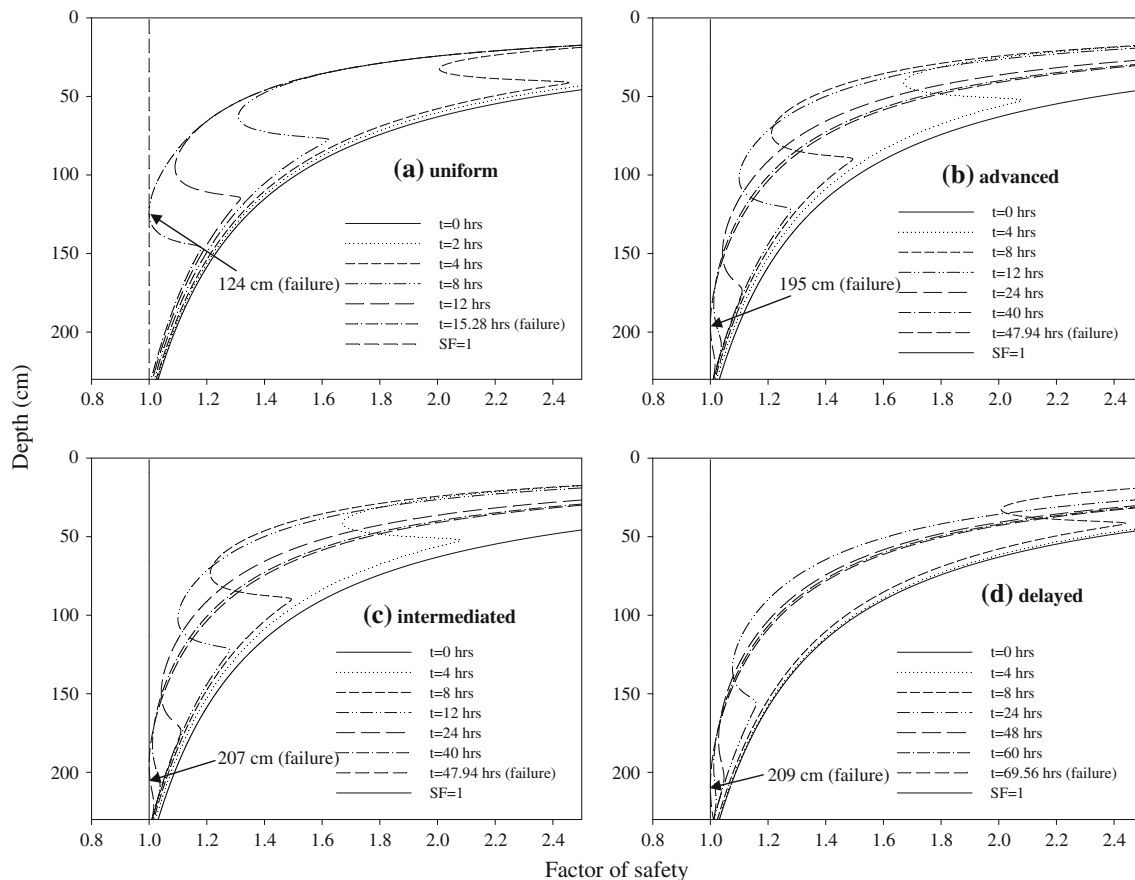 0
50
100
150
200
0.8 1.0 1.2 1.4 1.6 1.8 2.0 2.2 2.4
(a) uniform
t=0 hrs
t=2 hrs
t=4 hrs
t=8 hrs
t=12 hrs
t=15.28 hrs (failure)
SF=1
124 cm (failure)
0
50
100
150
200
0.8 1.0 1.2 1.4 1.6 1.8 2.0 2.2 2.4
(b) advanced
t=0 hrs
t=4 hrs
t=8 hrs
t=12 hrs
t=24 hrs
t=40 hrs
t=47.94 hrs (failure)
SF=1
195 cm (failure)
Depth (cm)
0
50
100
150
200
0.8 1.0 1.2 1.4 1.6 1.8 2.0 2.2 2.4
(c) intermediated
t=0 hrs
t=4 hrs
t=8 hrs
t=12 hrs
t=24 hrs
t=40 hrs
t=47.94 hrs (failure)
SF=1
207 cm (failure)
0
50
100
150
200
0.8 1.0 1.2 1.4 1.6 1.8 2.0 2.2 2.4
(d) delayed
t=0 hrs
t=4 hrs
t=8 hrs
t=24 hrs
t=48 hrs
t=60 hrs
t=69.56 hrs (failure)
SF=1
209 cm (failure)
Factor of safety